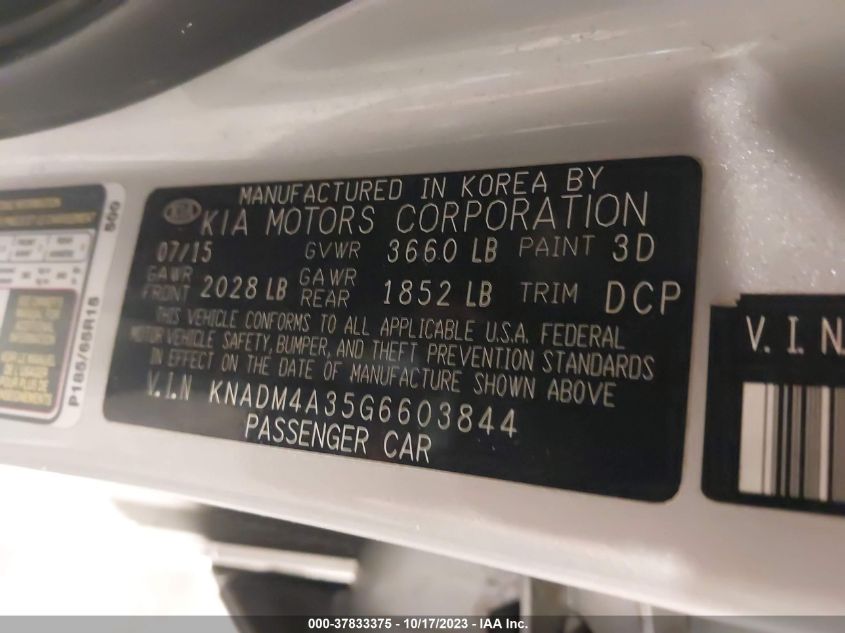 MANUFACTURED IN KOREA BY
KIA MOTORS CORPORATION
07/15 GVWR 3660 LB PAINT 3D
GAWR FRONT 2028 LB GAWR REAR 1852 LB TRIM DCP
THIS VEHICLE CONFORMS TO ALL APPLICABLE U.S.A. FEDERAL
MOTOR VEHICLE SAFETY, BUMPER, AND THEFT PREVENTION STANDARDS
IN EFFECT ON THE DATE OF MANUFACTURE SHOWN ABOVE
V.I.N KNADM4A35G6603844
PASSENGER CAR
500
P185/65R15
V.I.N
000-37833375 - 10/17/2023 - IAA Inc.